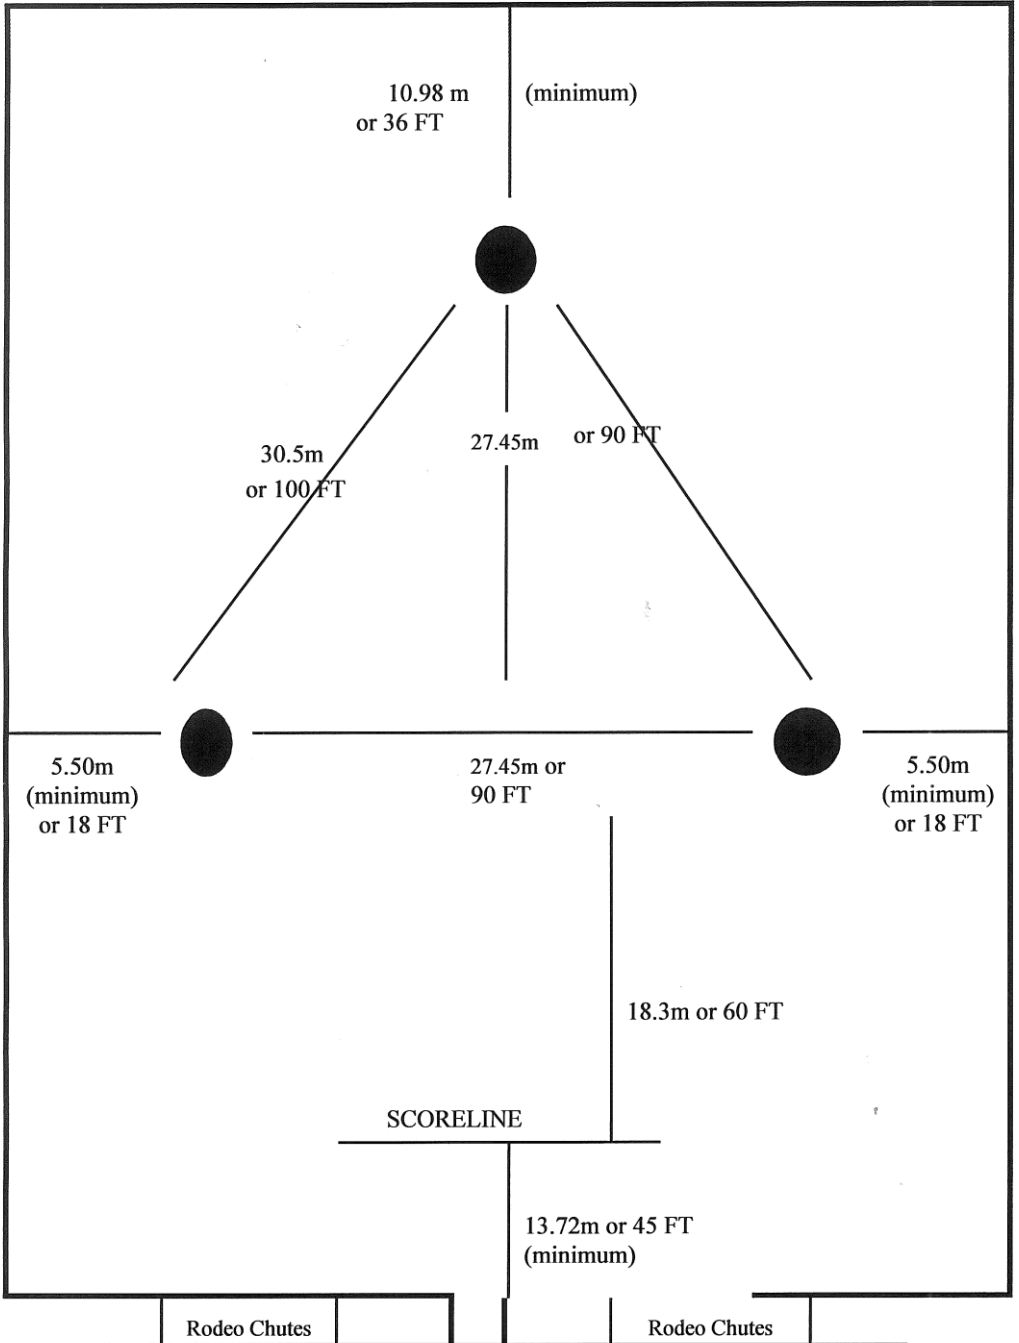 10.98 m (minimum)
or 36 FT
27.45m or 90 FT
30.5m
or 100 FT
5.50m
(minimum)
or 18 FT
27.45m or
90 FT
5.50m
(minimum)
or 18 FT
18.3m or 60 FT
SCORELINE
13.72m or 45 FT
(minimum)
Rodeo Chutes
Rodeo Chutes